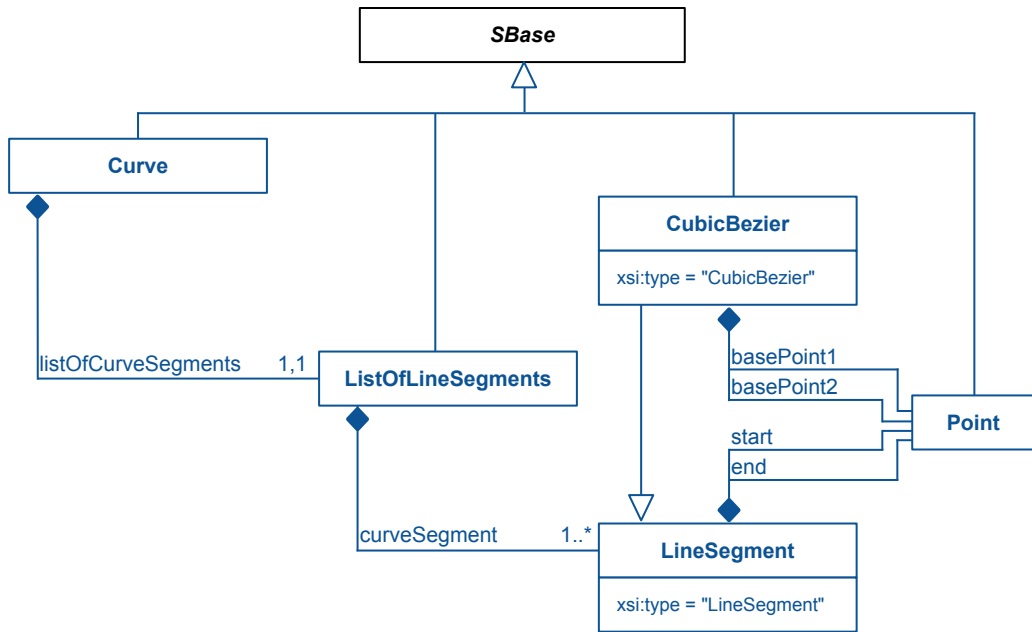 SBase
Curve
CubicBezier
xsi:type = "CubicBezier"
listOfCurveSegments 1,1
ListOfLineSegments
basePoint1
basePoint2
Point
start
end
curveSegment 1..*
LineSegment
xsi:type = "LineSegment"